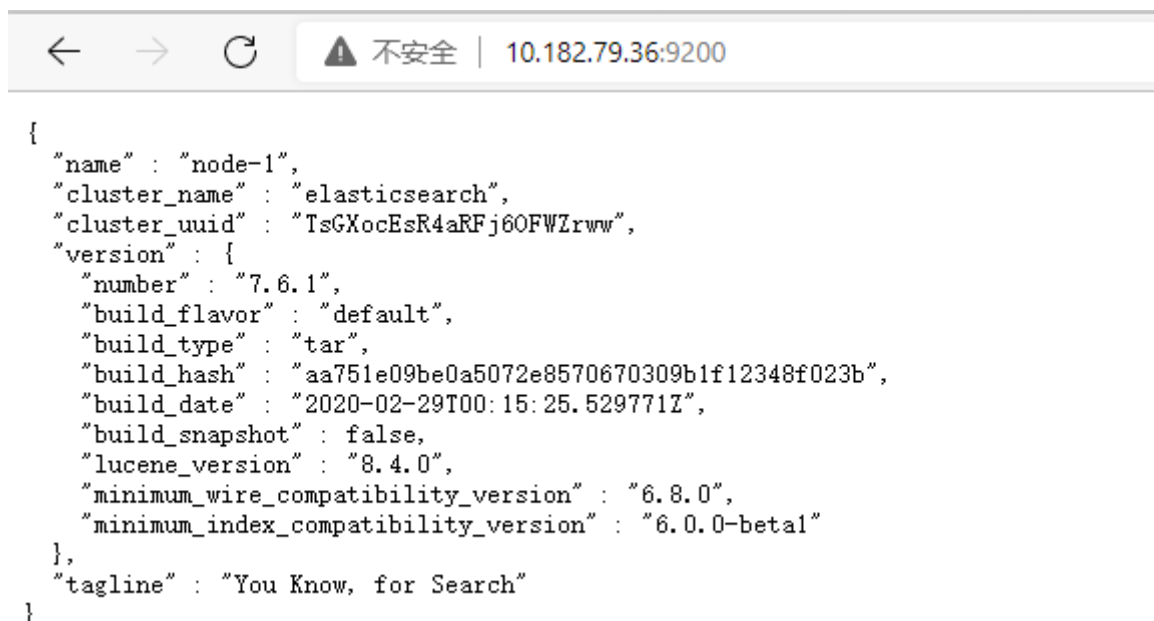 不安全 | 10.182.79.36:9200
{
"name" : "node-1",
"cluster_name" : "elasticsearch",
"cluster_uuid" : "TsGXocEsR4aRFj6OFWZrww",
"version" : {
"number" : "7.6.1",
"build_flavor" : "default",
"build_type" : "tar",
"build_hash" : "aa751e09be0a5072e8570670309b1f12348f023b",
"build_date" : "2020-02-29T00:15:25.529771Z",
"build_snapshot" : false,
"lucene_version" : "8.4.0",
"minimum_wire_compatibility_version" : "6.8.0",
"minimum_index_compatibility_version" : "6.0.0-beta1"
},
"tagline" : "You Know, for Search"
}